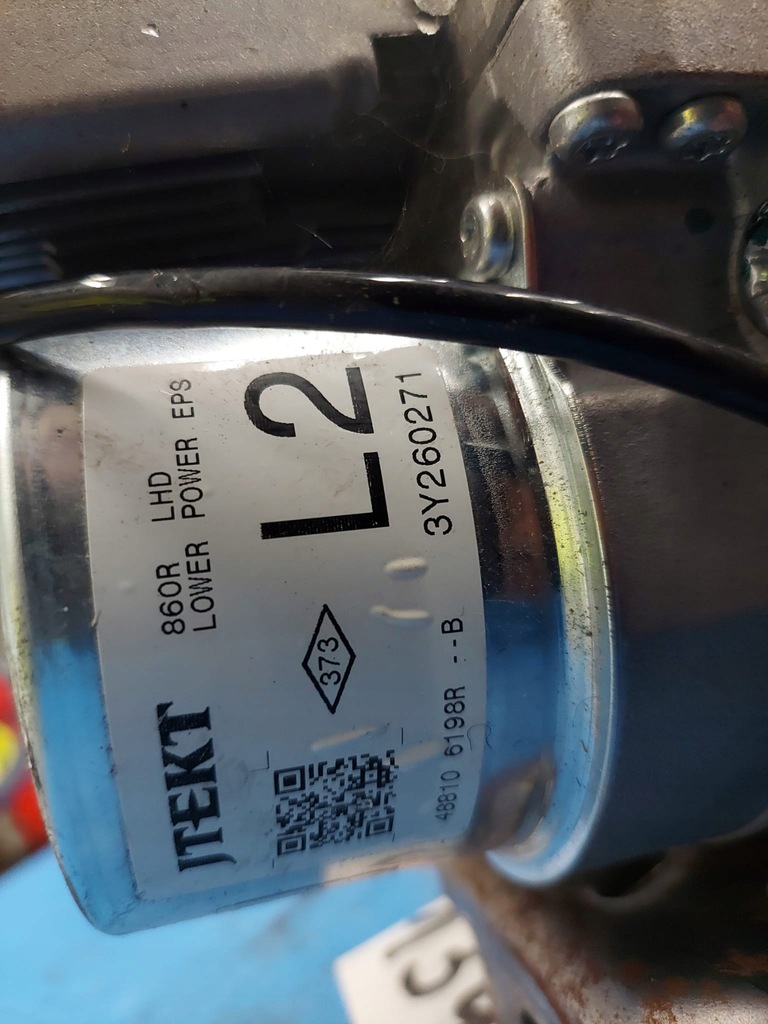 JTEKT
860R LHD
LOWER POWER EPS
373
L2
48810 6198R --B
3Y260271